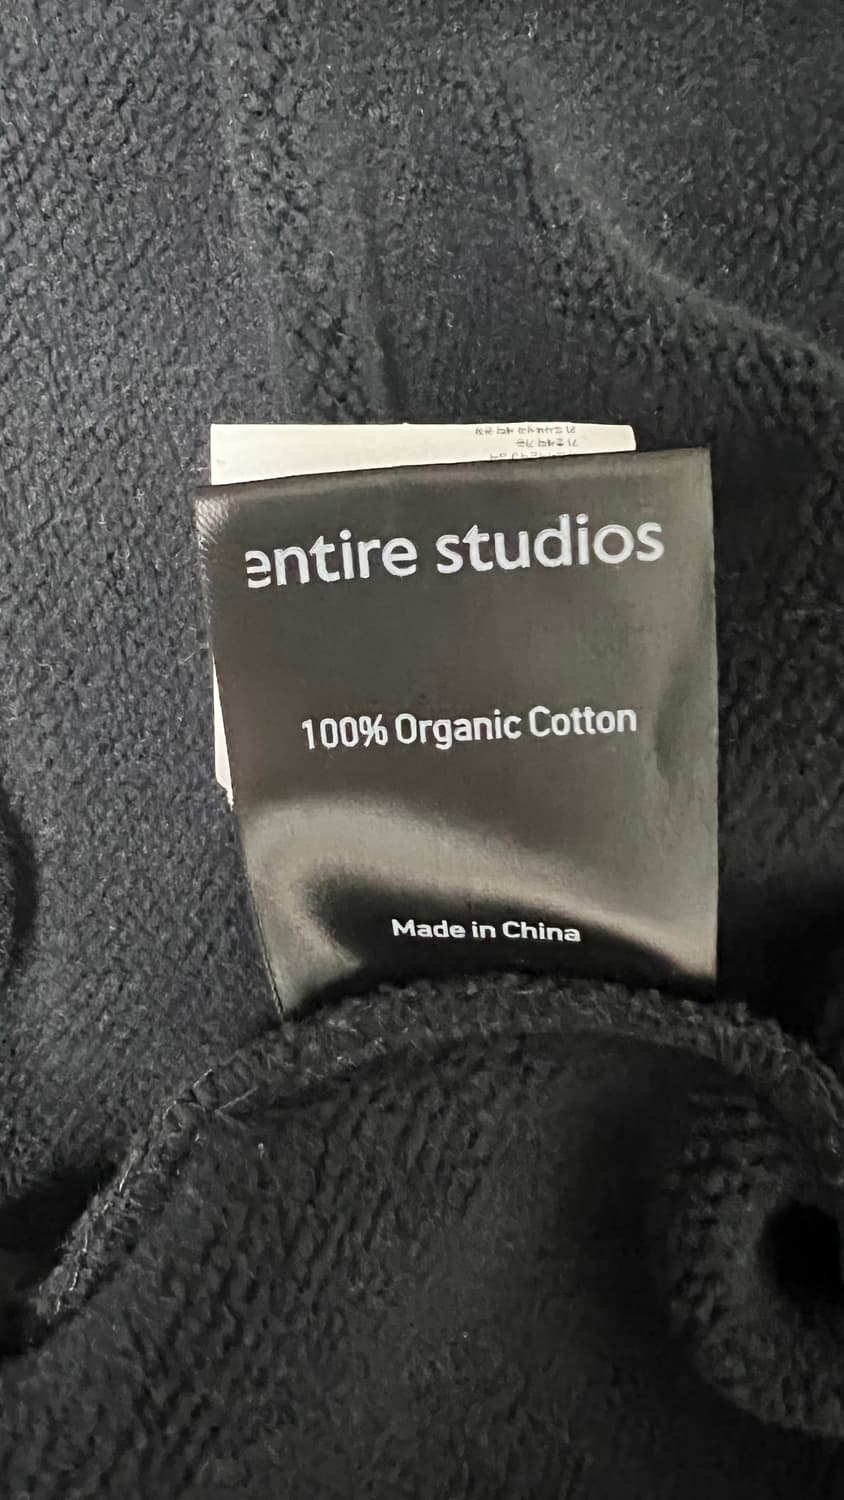 entire studios
100% Organic Cotton
Made in China